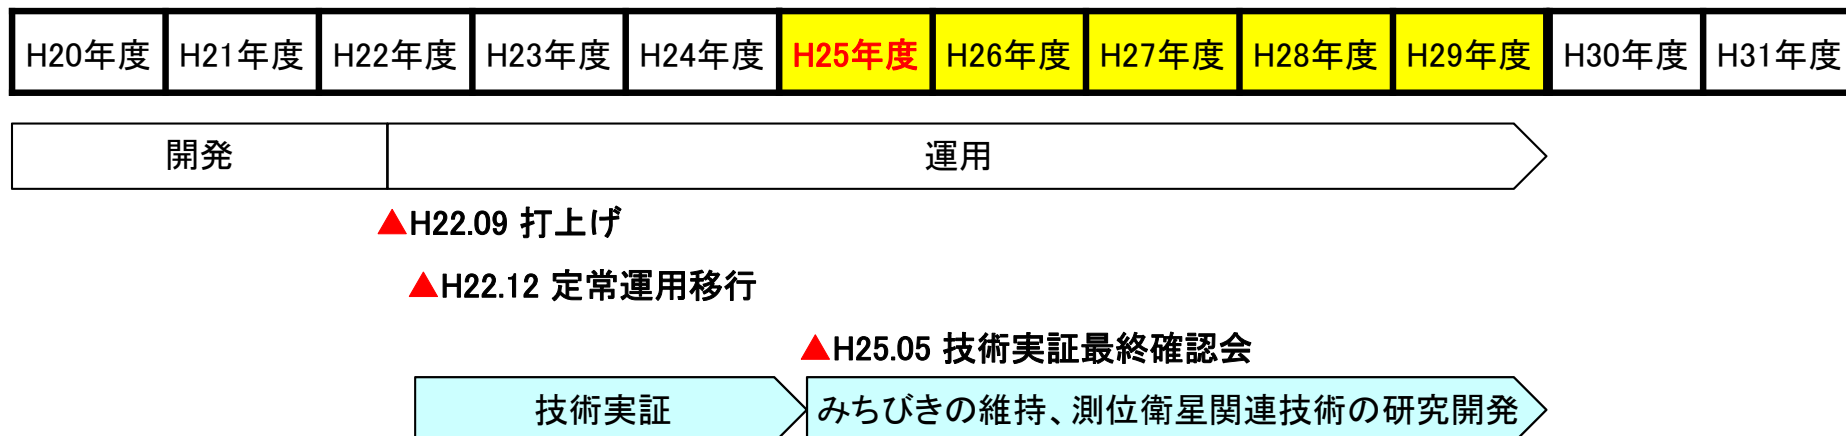 H20年度 H21年度 H22年度 H23年度 H24年度 H25年度 H26年度 H27年度 H28年度 H29年度 H30年度 H31年度
開発 運用
▲H22.09 打上げ
▲H22.12 定常運用移行
▲H25.05 技術実証最終確認会
技術実証 みちびきの維持、測位衛星関連技術の研究開発